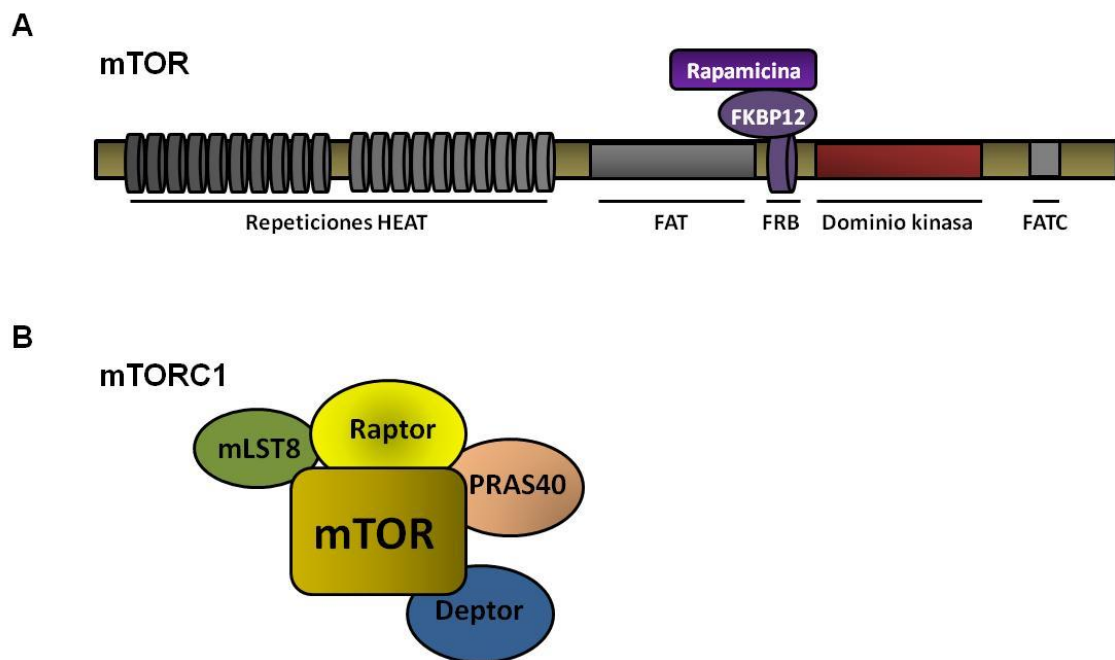 A
mTOR
Rapamicina
FKBP12
Repeticiones HEAT
FAT
FRB
Dominio kinasa
FATC
B
mTORC1
Raptor
mLST8
PRAS40
mTOR
Deptor